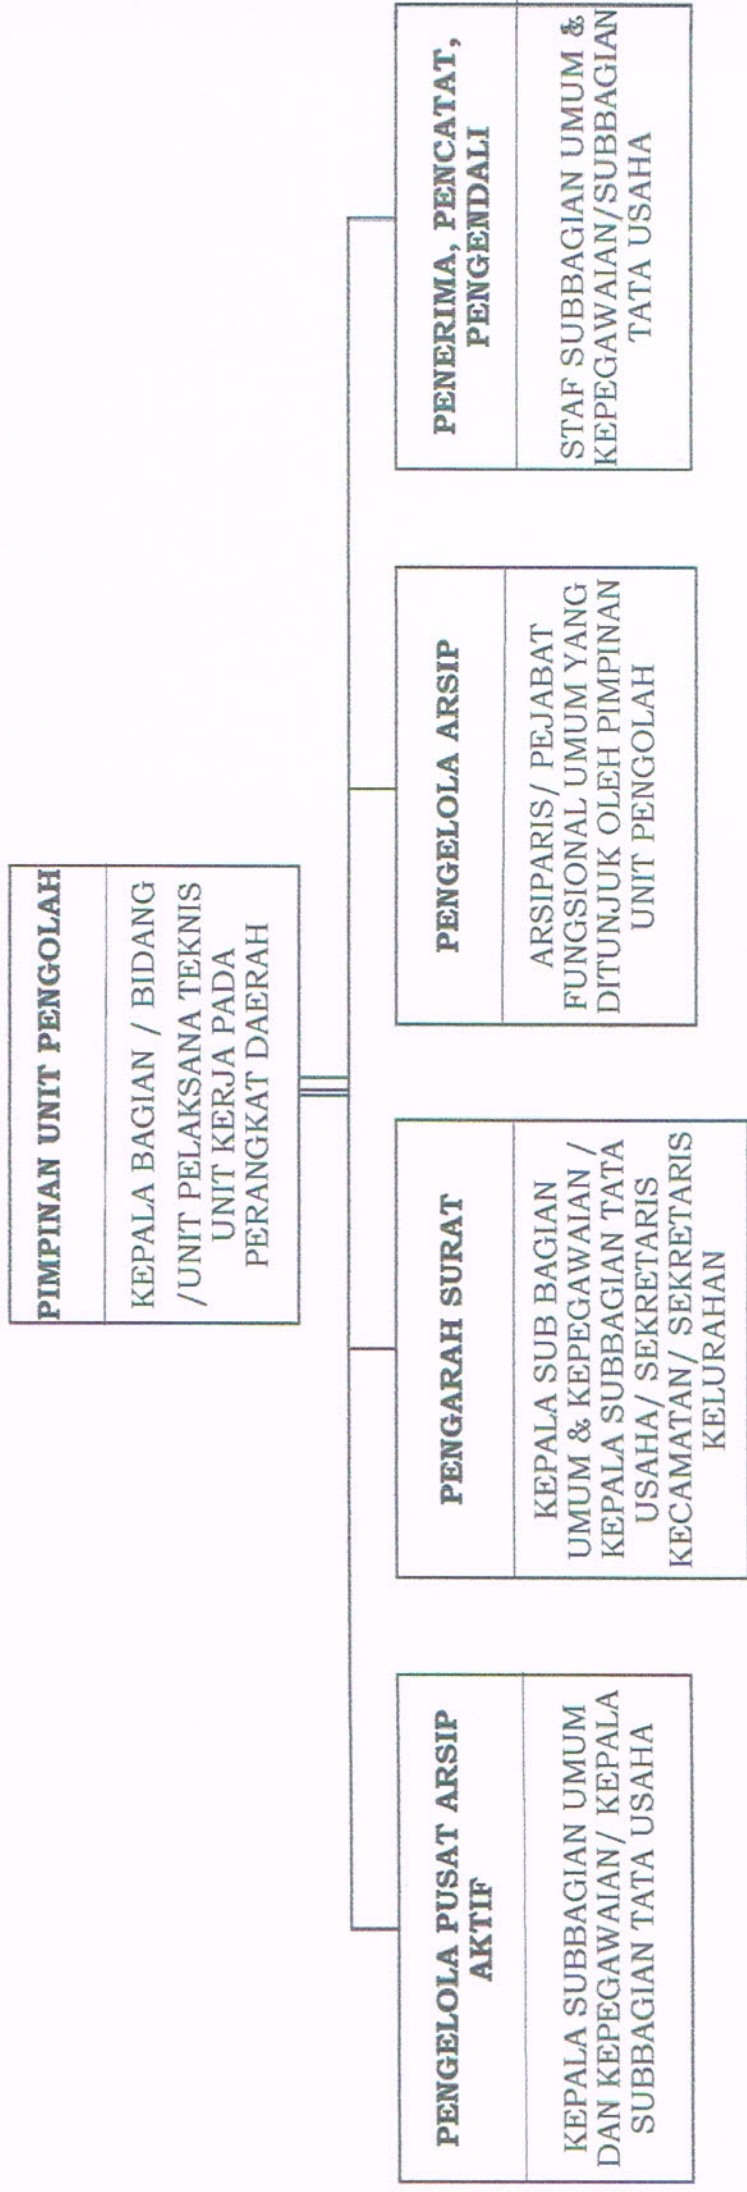 PIMPINAN UNIT PENGOLAH
KEPALA BAGIAN / BIDANG
/UNIT PELAKSANA TEKNIS
UNIT KERJA PADA
PERANGKAT DAERAH
PENGELOLA PUSAT ARSIP
AKTIF
KEPALA SUBBAGIAN UMUM
DAN KEPEGAWAIAN/ KEPALA
SUBBAGIAN TATA USAHA
PENGARAH SURAT
KEPALA SUB BAGIAN
UMUM & KEPEGAWAIAN /
KEPALA SUBBAGIAN TATA
USAHA/ SEKRETARIS
KECAMATAN/ SEKRETARIS
KELURAHAN
PENGELOLA ARSIP
ARSIPARIS/ PEJABAT
FUNGSIONAL UMUM YANG
DITUNJUK OLEH PIMPINAN
UNIT PENGOLAH
PENERIMA, PENCATAT,
PENGENDALI
STAF SUBBAGIAN UMUM &
KEPEGAWAIAN/SUBBAGIAN
TATA USAHA